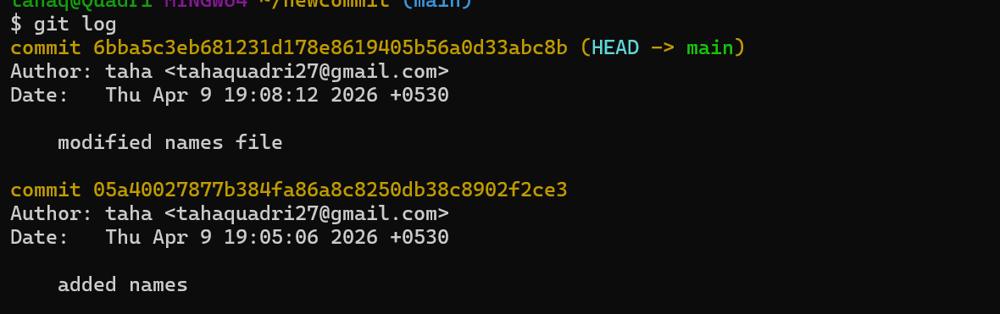 tahaq@Quadri MINGW64 ~/newcommit (main)
$ git log
commit 6bba5c3eb681231d178e8619405b56a0d33abc8b (HEAD -> main)
Author: taha <tahaquadri27@gmail.com>
Date:   Thu Apr 9 19:08:12 2026 +0530

    modified names file

commit 05a40027877b384fa86a8c8250db38c8902f2ce3
Author: taha <tahaquadri27@gmail.com>
Date:   Thu Apr 9 19:05:06 2026 +0530

    added names